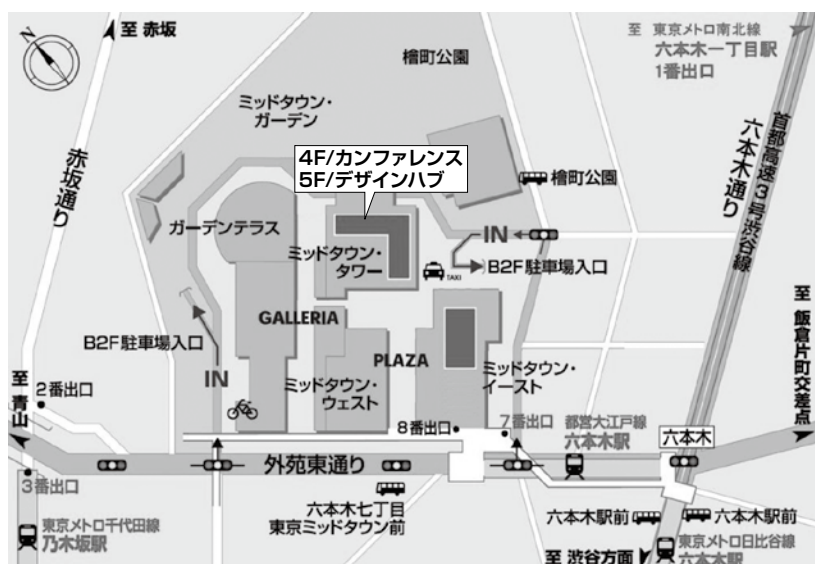 N
至 赤坂
檜町公園
至 東京メトロ南北線
六本木一丁目駅
1番出口
ミッドタウン・
ガーデン
赤坂通り
4F/カンファレンス
5F/デザインハブ
檜町公園
首都高速3号渋谷線
六本木通り
ガーデンテラス
ミッドタウン・
タワー
IN
TAXI
B2F駐車場入口
GALLERIA
B2F駐車場入口
PLAZA
IN
ミッドタウン・
ウェスト
ミッドタウン・
イースト
至 飯倉片町交差点
至 青山
2番出口
8番出口
7番出口
都営大江戸線
六本木駅
六本木
外苑東通り
3番出口
六本木七丁目
東京ミッドタウン前
東京メトロ千代田線
乃木坂駅
六本木駅前
六本木駅前
至 渋谷方面
東京メトロ日比谷線
六本木駅